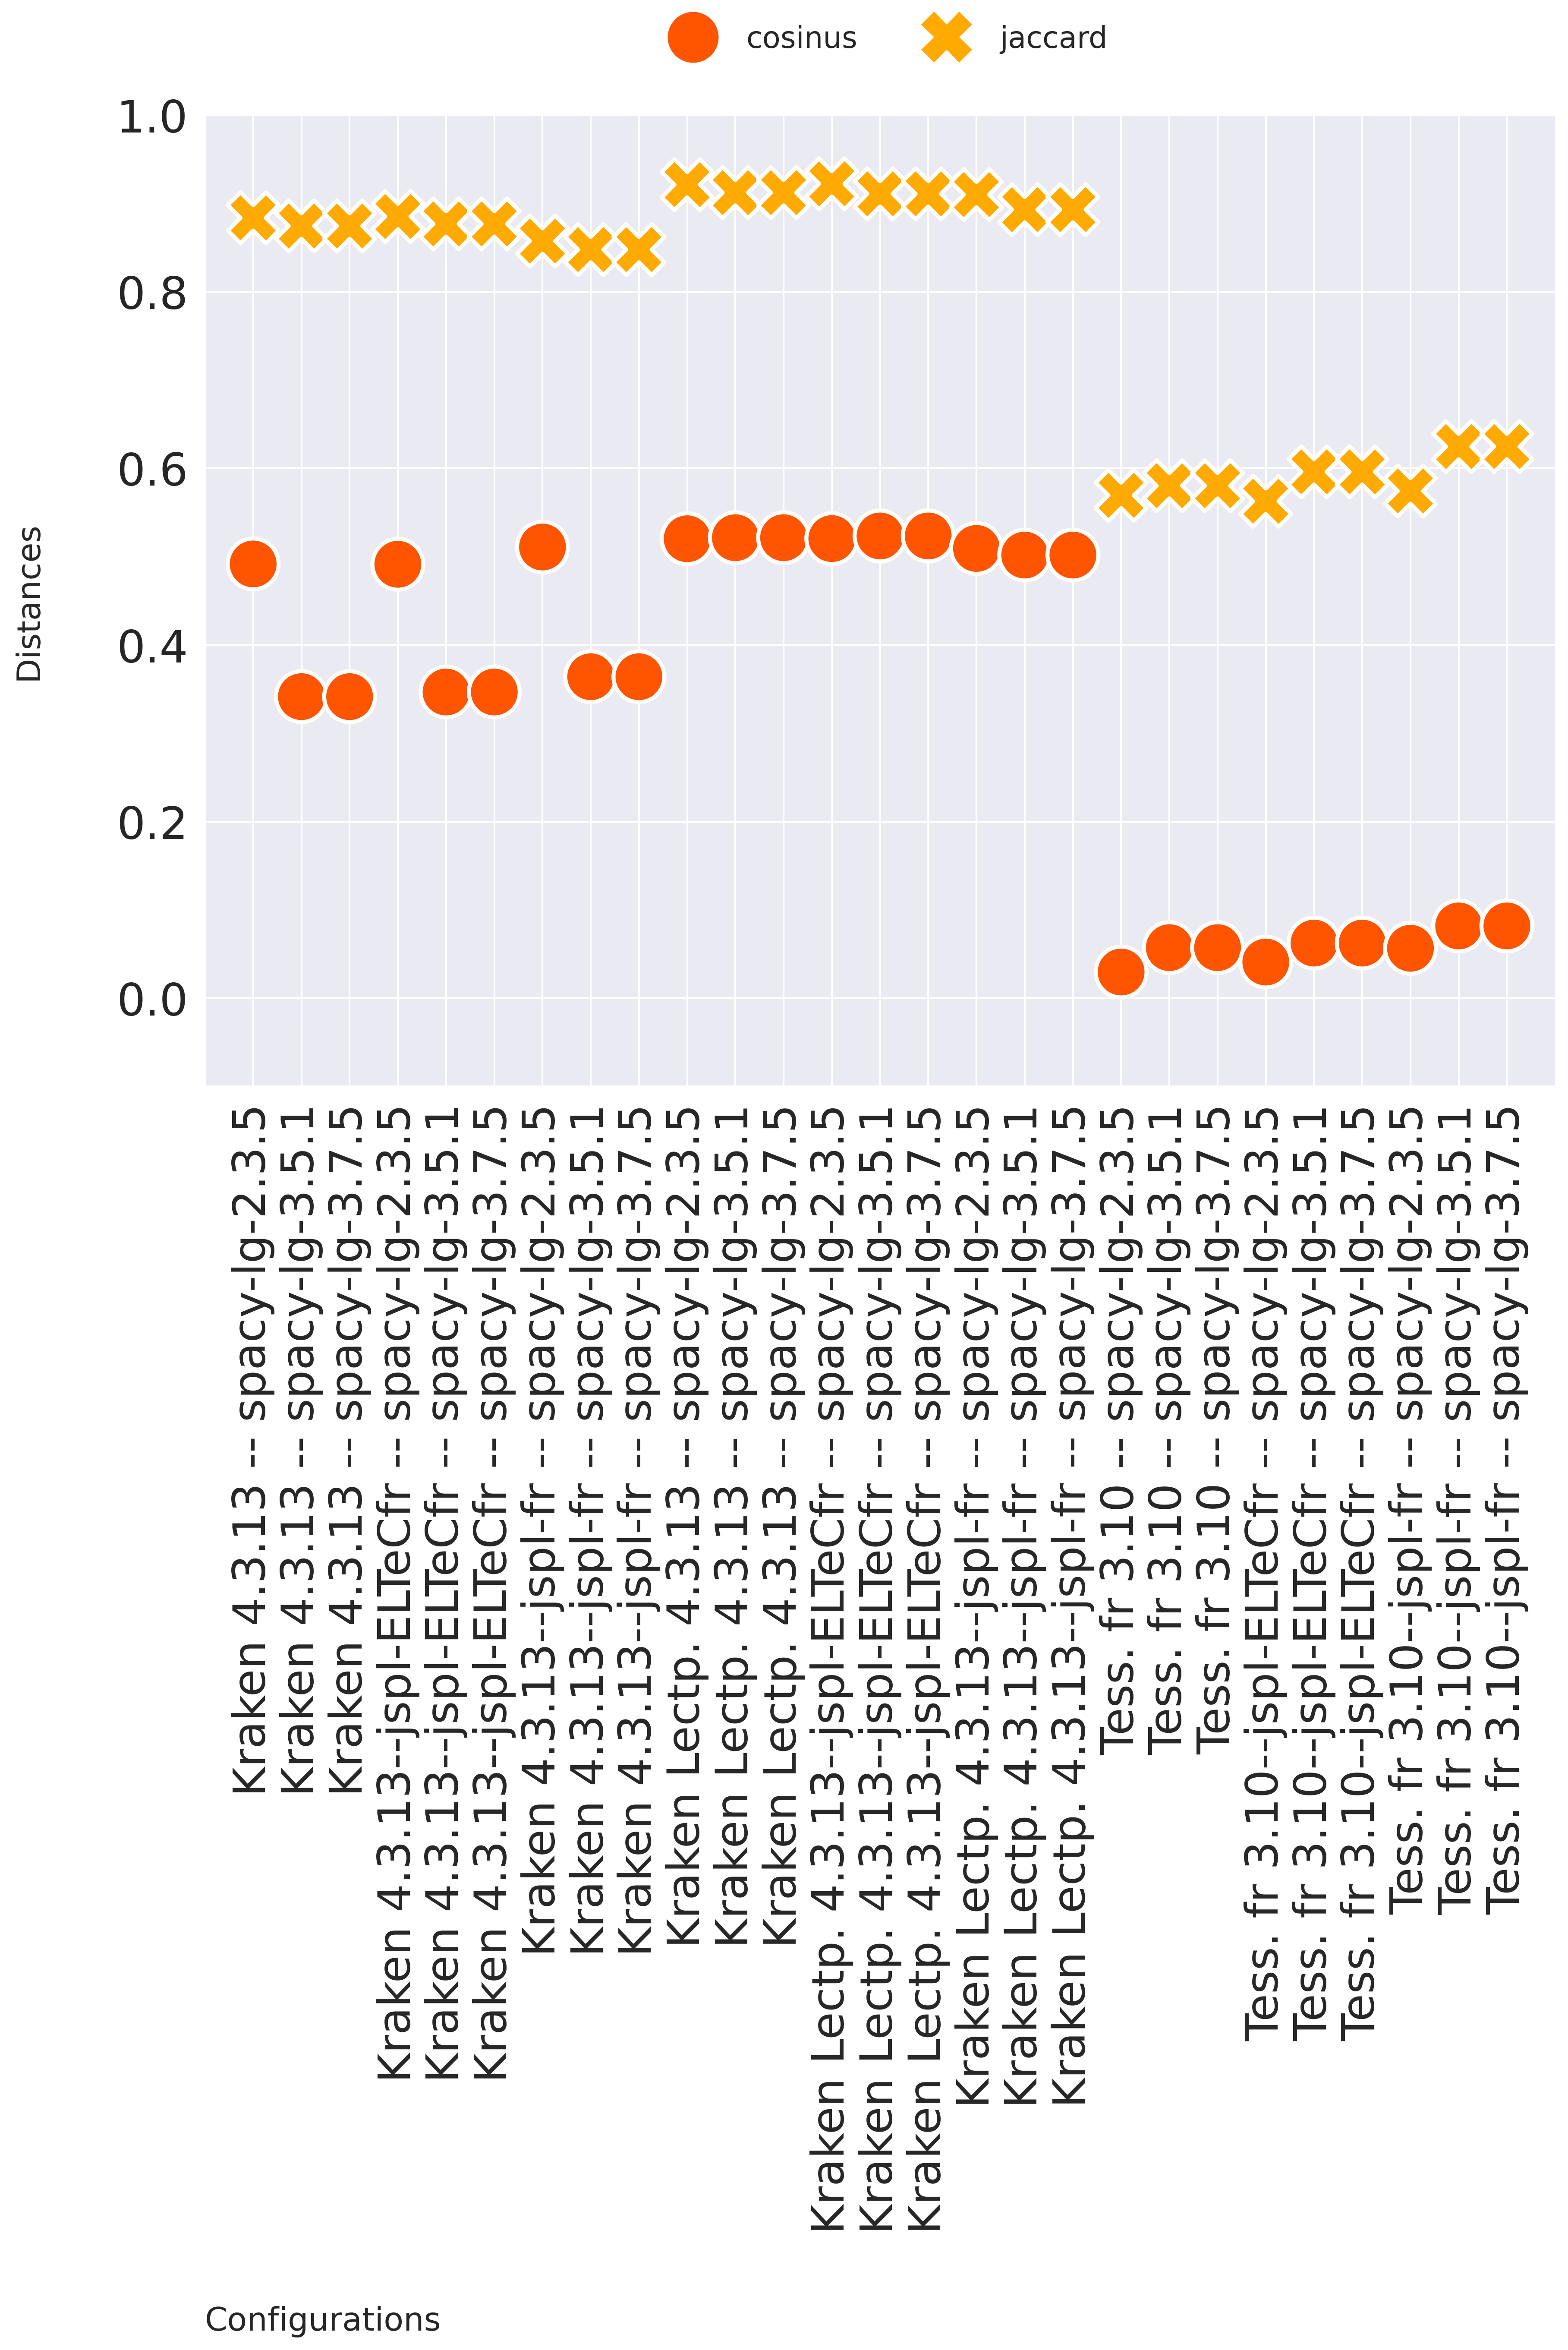 cosinus jaccard
Distances
1.0
0.8
0.6
0.4
0.2
0.0
Kraken 4.3.13 -- spacy-lg-2.3.5
Kraken 4.3.13 -- spacy-lg-3.5.1
Kraken 4.3.13 -- spacy-lg-3.7.5
Kraken 4.3.13--jspl-ELTeCfr -- spacy-lg-2.3.5
Kraken 4.3.13--jspl-ELTeCfr -- spacy-lg-3.5.1
Kraken 4.3.13--jspl-ELTeCfr -- spacy-lg-3.7.5
Kraken 4.3.13--jspl-fr -- spacy-lg-2.3.5
Kraken 4.3.13--jspl-fr -- spacy-lg-3.5.1
Kraken 4.3.13--jspl-fr -- spacy-lg-3.7.5
Kraken Lectp. 4.3.13 -- spacy-lg-2.3.5
Kraken Lectp. 4.3.13 -- spacy-lg-3.5.1
Kraken Lectp. 4.3.13 -- spacy-lg-3.7.5
Kraken Lectp. 4.3.13--jspl-ELTeCfr -- spacy-lg-2.3.5
Kraken Lectp. 4.3.13--jspl-ELTeCfr -- spacy-lg-3.5.1
Kraken Lectp. 4.3.13--jspl-ELTeCfr -- spacy-lg-3.7.5
Kraken Lectp. 4.3.13--jspl-fr -- spacy-lg-2.3.5
Kraken Lectp. 4.3.13--jspl-fr -- spacy-lg-3.5.1
Kraken Lectp. 4.3.13--jspl-fr -- spacy-lg-3.7.5
Tess. fr 3.10 -- spacy-lg-2.3.5
Tess. fr 3.10 -- spacy-lg-3.5.1
Tess. fr 3.10 -- spacy-lg-3.7.5
Tess. fr 3.10--jspl-ELTeCfr -- spacy-lg-2.3.5
Tess. fr 3.10--jspl-ELTeCfr -- spacy-lg-3.5.1
Tess. fr 3.10--jspl-ELTeCfr -- spacy-lg-3.7.5
Tess. fr 3.10--jspl-fr -- spacy-lg-2.3.5
Tess. fr 3.10--jspl-fr -- spacy-lg-3.5.1
Tess. fr 3.10--jspl-fr -- spacy-lg-3.7.5
Configurations